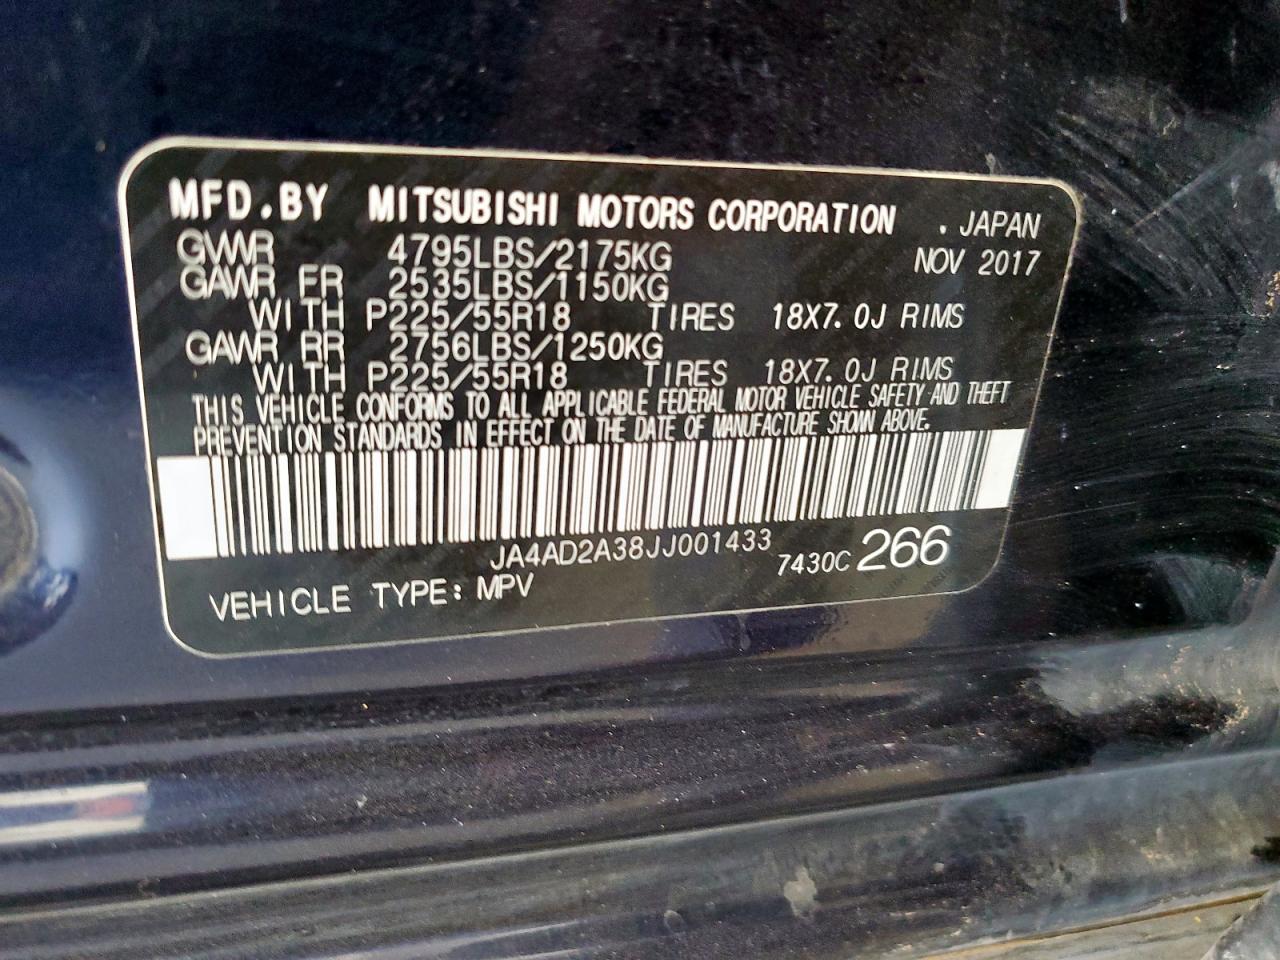 MFD.BY MITSUBISHI MOTORS CORPORATION . JAPAN
GVWR 4795LBS/2175KG NOV 2017
GAWR FR 2535LBS/1150KG
WITH P225/55R18 TIRES 18X7.0J RIMS
GAWR RR 2756LBS/1250KG
WITH P225/55R18 TIRES 18X7.0J RIMS
THIS VEHICLE CONFORMS TO ALL APPLICABLE FEDERAL MOTOR VEHICLE SAFETY AND THEFT
PREVENTION STANDARDS IN EFFECT ON THE DATE OF MANUFACTURE SHOWN ABOVE.
JA4AD2A38JJ001433
7430C 266
VEHICLE TYPE: MPV